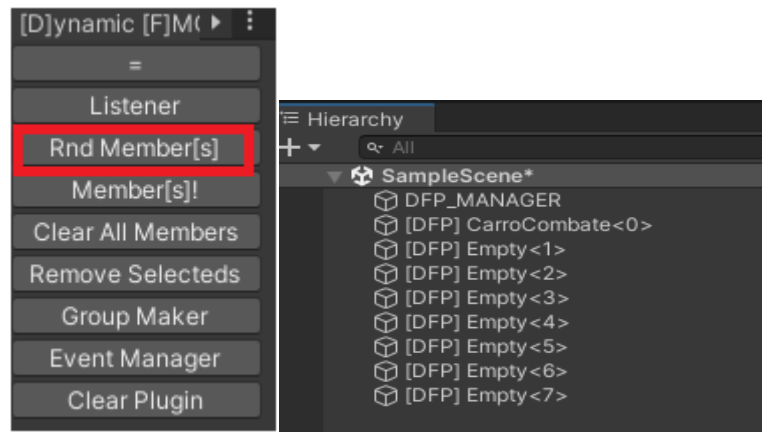 [D]ynamic [F]M(
=
Listener
Rnd Member[s]
Member[s]!
Clear All Members
Remove Selecteds
Group Maker
Event Manager
Clear Plugin
Hierarchy
All
SampleScene*
DFP_MANAGER
[DFP] CarroCombate<0>
[DFP] Empty<1>
[DFP] Empty<2>
[DFP] Empty<3>
[DFP] Empty<4>
[DFP] Empty<5>
[DFP] Empty<6>
[DFP] Empty<7>